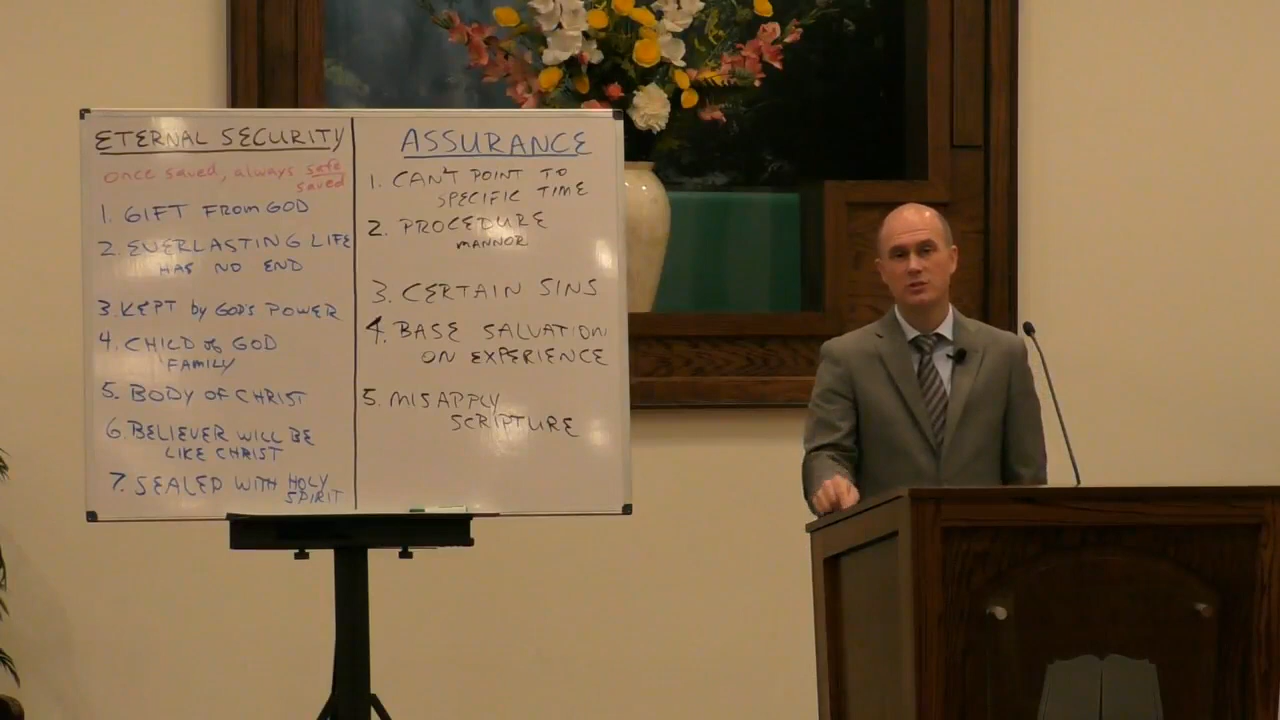 ETERNAL SECURITY
once saved, always safe
saved
1. GIFT FROM GOD
2. EVERLASTING LIFE
HAS NO END
3. KEPT by GOD'S POWER
4. CHILD of GOD
FAMILY
5. BODY OF CHRIST
6. BELIEVER WILL BE
LIKE CHRIST
7. SEALED WITH HOLY
SPIRIT
ASSURANCE
1. CAN'T POINT TO
SPECIFIC TIME
2. PROCEDURE
MANNOR
3. CERTAIN SINS
4. BASE SALVATION
ON EXPERIENCE
5. MISAPPLY
SCRIPTURE